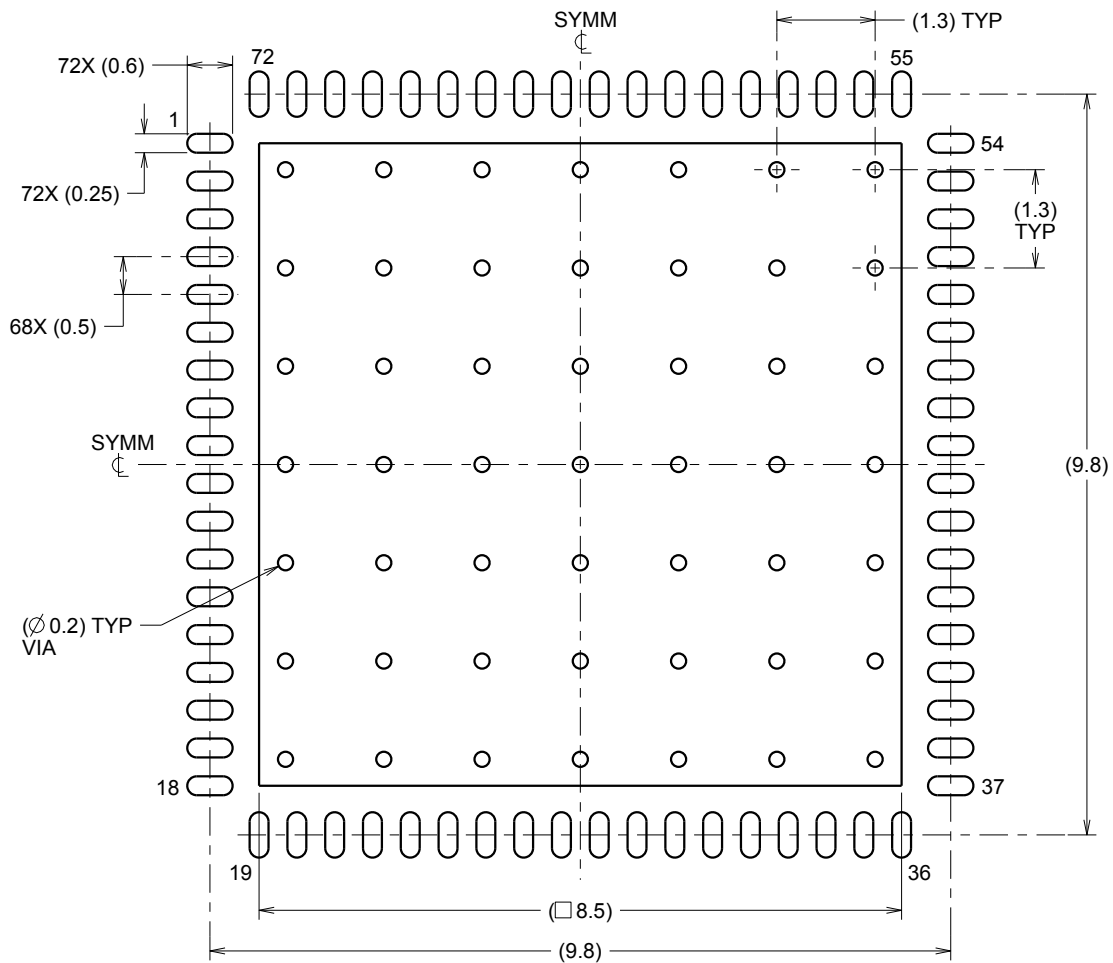 SYMM
℄
(1.3) TYP
72X (0.6)
72
55
1
54
72X (0.25)
(1.3)
TYP
68X (0.5)
SYMM
℄
(9.8)
(∅ 0.2) TYP
VIA
18
37
19
36
(□ 8.5)
(9.8)